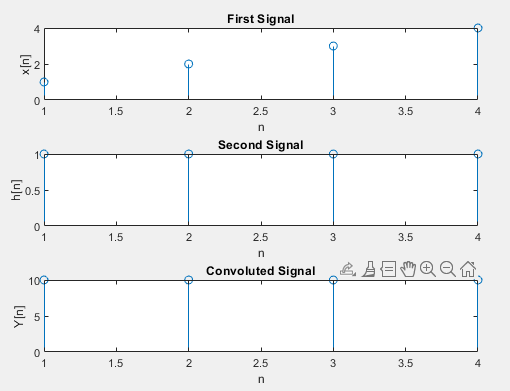 First Signal
4
2
0
x[n]
1 1.5 2 2.5 3 3.5 4
n
Second Signal
1
0.5
0
h[n]
1 1.5 2 2.5 3 3.5 4
n
Convoluted Signal
10
5
0
Y[n]
1 1.5 2 2.5 3 3.5 4
n